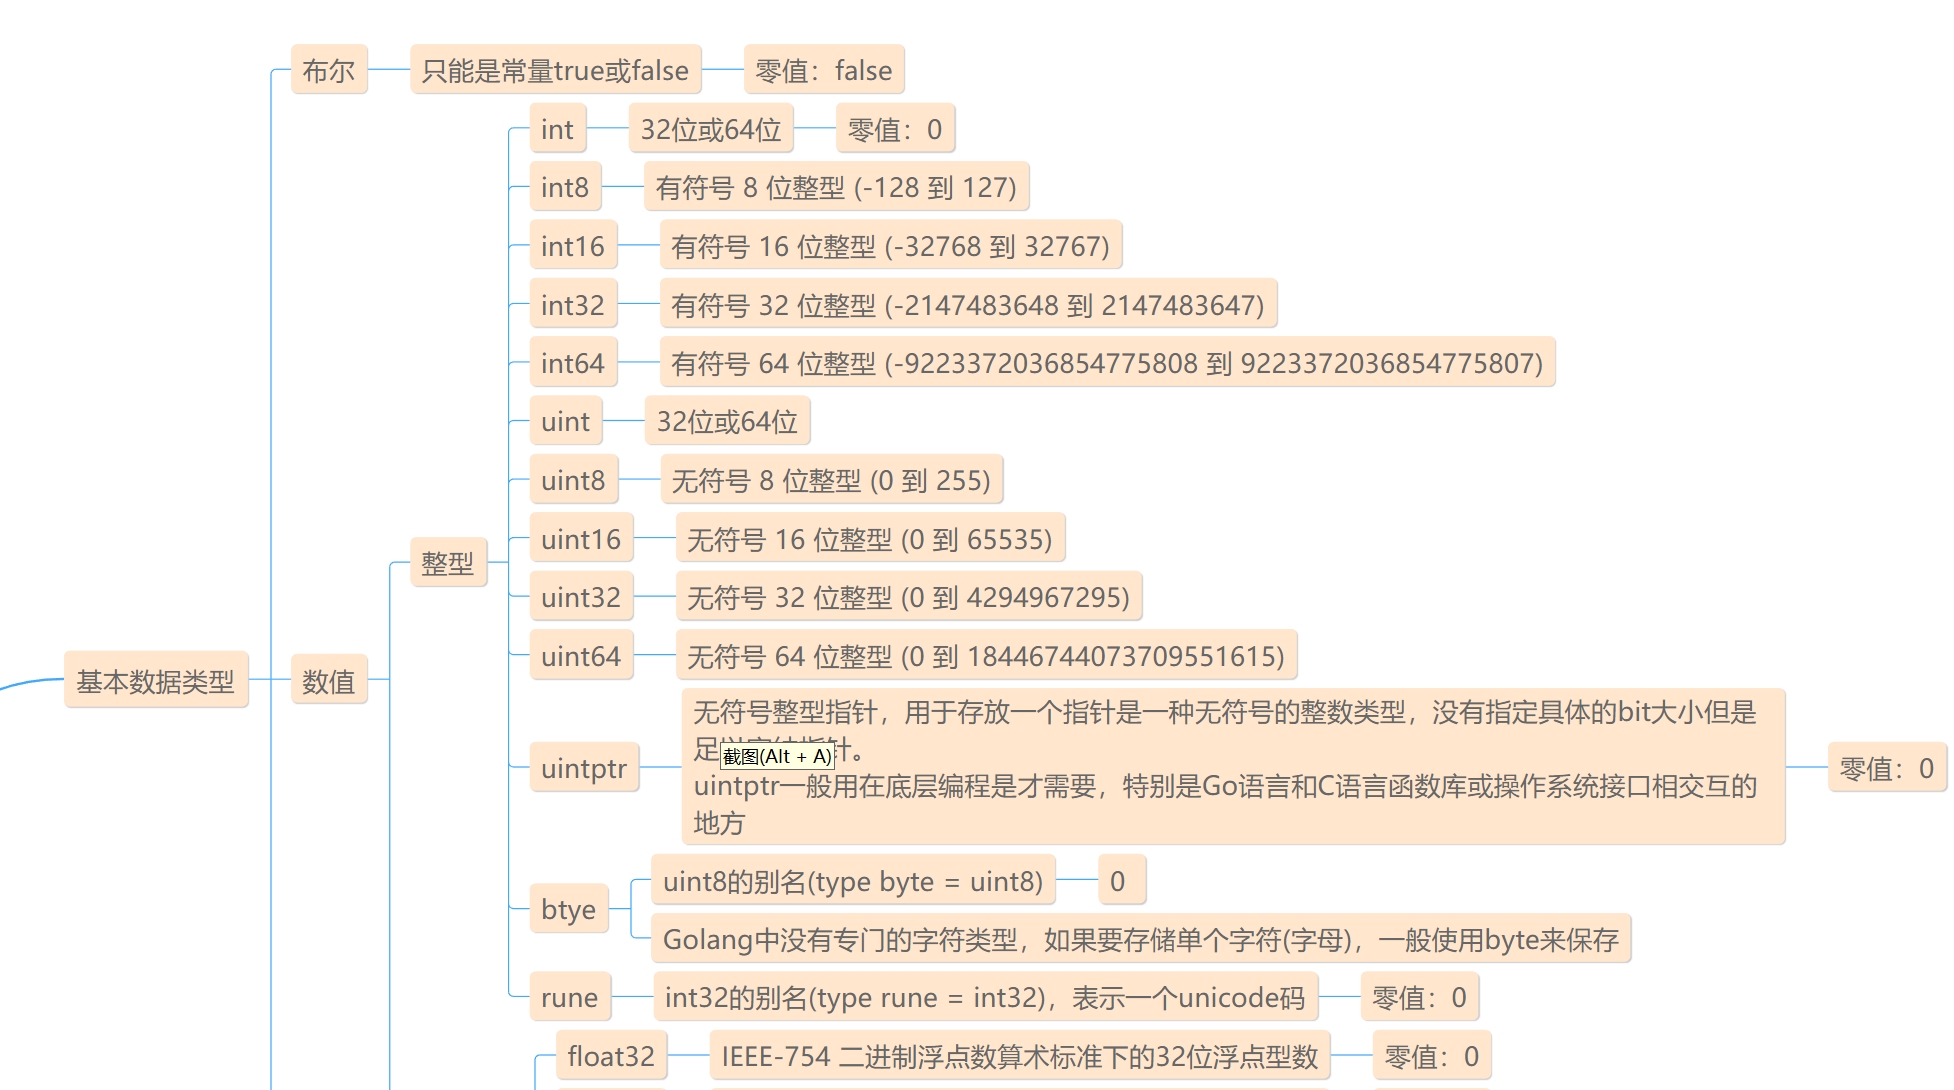 布尔
只能是常量true或false
零值：false
int
32位或64位
零值：0
int8
有符号 8 位整型 (-128 到 127)
int16
有符号 16 位整型 (-32768 到 32767)
int32
有符号 32 位整型 (-2147483648 到 2147483647)
int64
有符号 64 位整型 (-9223372036854775808 到 9223372036854775807)
uint
32位或64位
uint8
无符号 8 位整型 (0 到 255)
uint16
无符号 16 位整型 (0 到 65535)
整型
uint32
无符号 32 位整型 (0 到 4294967295)
uint64
无符号 64 位整型 (0 到 18446744073709551615)
基本数据类型
数值
uintptr
无符号整型指针，用于存放一个指针是一种无符号的整数类型，没有指定具体的bit大小但是
足 针。
截图(Alt + A)
uintptr一般用在底层编程是才需要，特别是Go语言和C语言函数库或操作系统接口相交互的
地方
零值：0
btye
uint8的别名(type byte = uint8)
0
Golang中没有专门的字符类型，如果要存储单个字符(字母)，一般使用byte来保存
rune
int32的别名(type rune = int32)，表示一个unicode码
零值：0
float32
IEEE-754 二进制浮点数算术标准下的32位浮点型数
零值：0